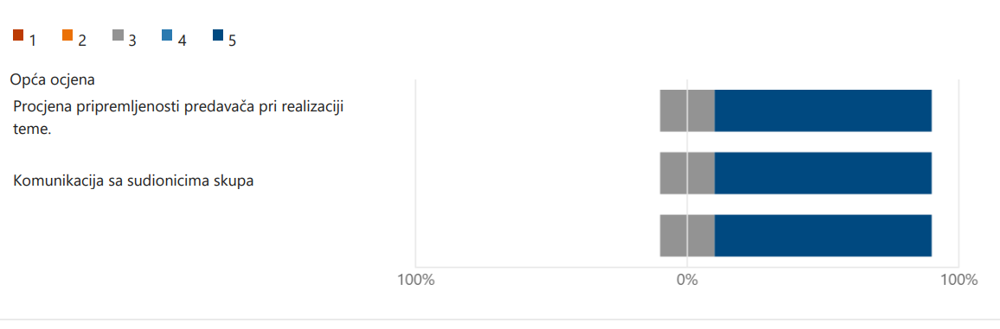 1 2 3 4 5
Opća ocjena
Procjena pripremljenosti predavača pri realizaciji
teme.
Komunikacija sa sudionicima skupa
100% 0% 100%